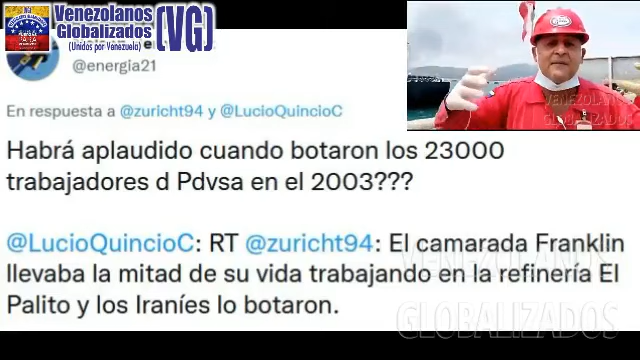 Venezolanos
Globalizados
(Unidos por Venezuela)
(VG)
@energia21
En respuesta a @zuricht94 y @LucioQuincioC
Habrá aplaudido cuando botaron los 23000
trabajadores d Pdvsa en el 2003???
@LucioQuincioC: RT @zuricht94: El camarada Franklin
llevaba la mitad de su vida trabajando en la refinería El
Palito y los Iraníes lo botaron.
VENEZOLANOS
GLOBALIZADOS
VENEZOLANOS
GLOBALIZADOS